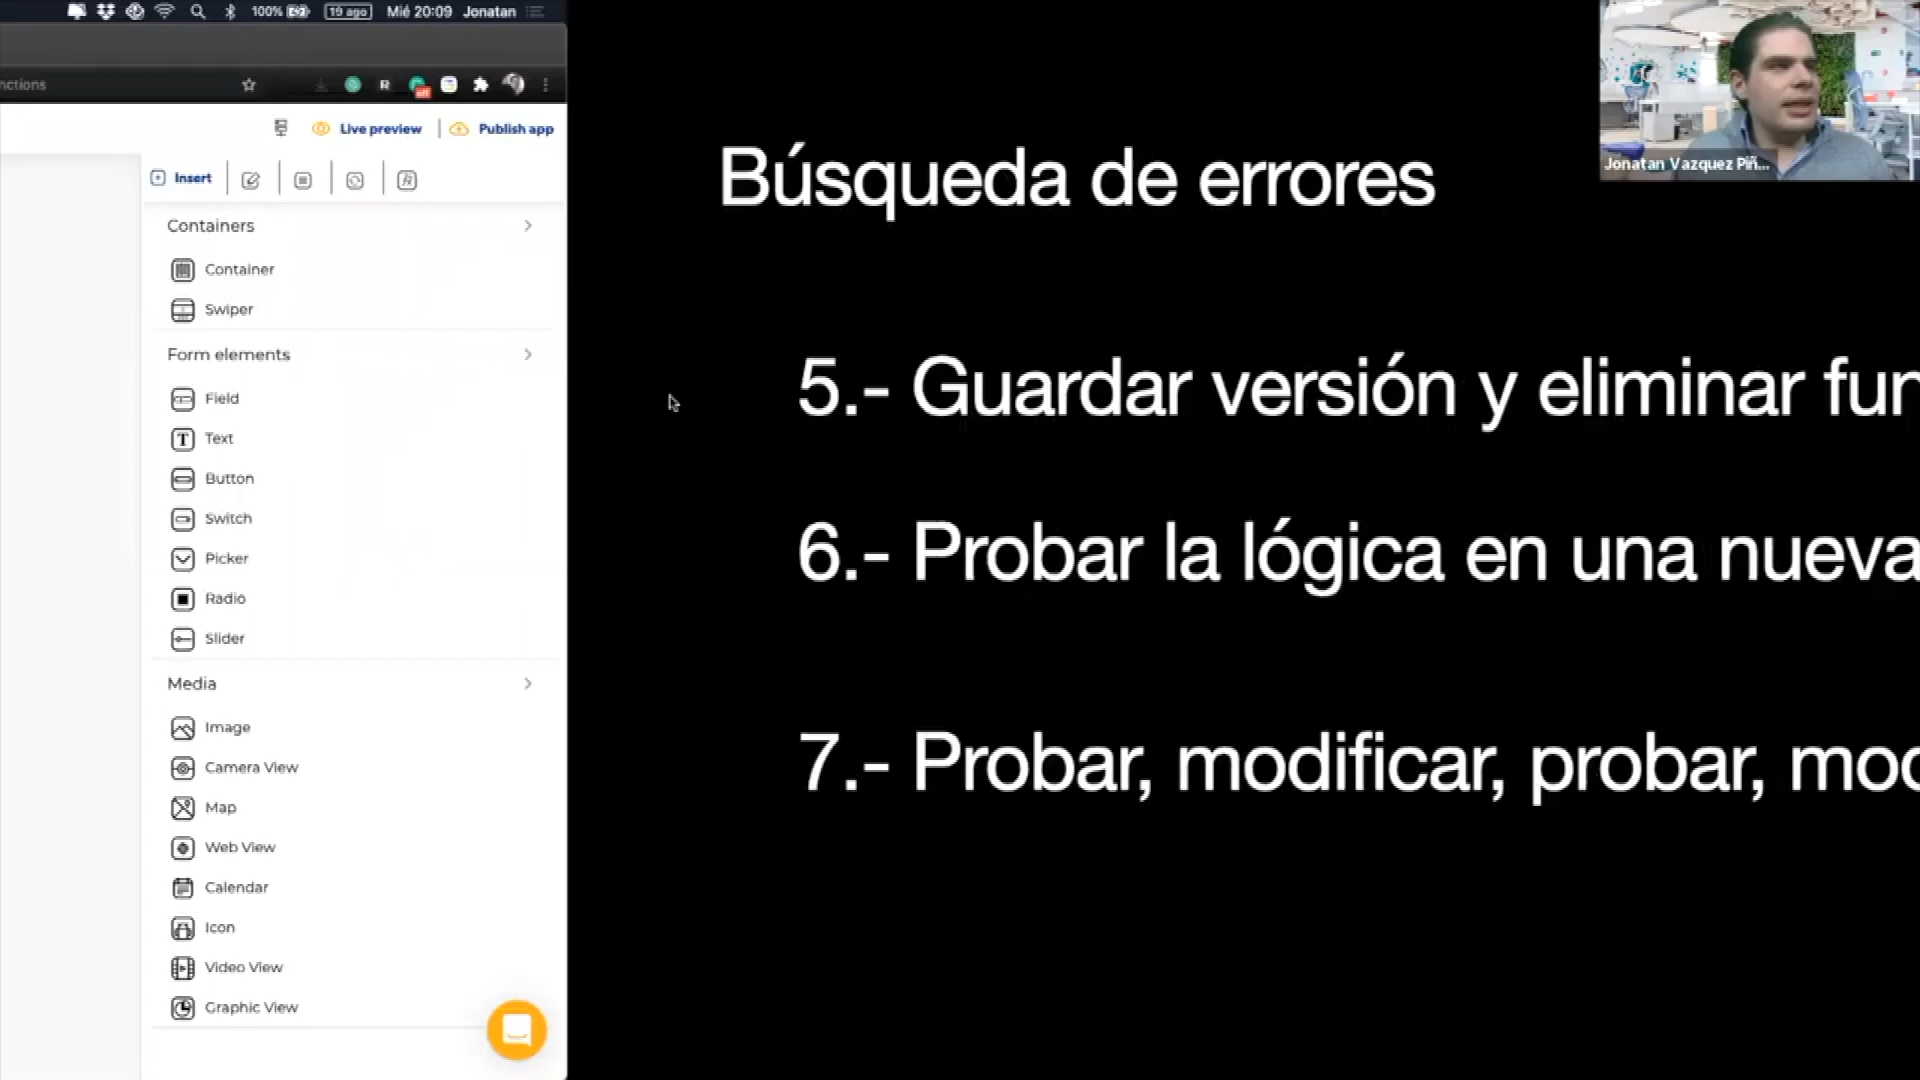 100%
19 ago
Mié 20:09
Jonatan
nctions
R
off
Live preview
Publish app
Insert
Containers
Container
Swiper
Form elements
Field
Text
Button
Switch
Picker
Radio
Slider
Media
Image
Camera View
Map
Web View
Calendar
Icon
Video View
Graphic View
Búsqueda de errores
5.- Guardar versión y eliminar fun
6.- Probar la lógica en una nueva
7.- Probar, modificar, probar, mod
Jonatan Vazquez Piñ...